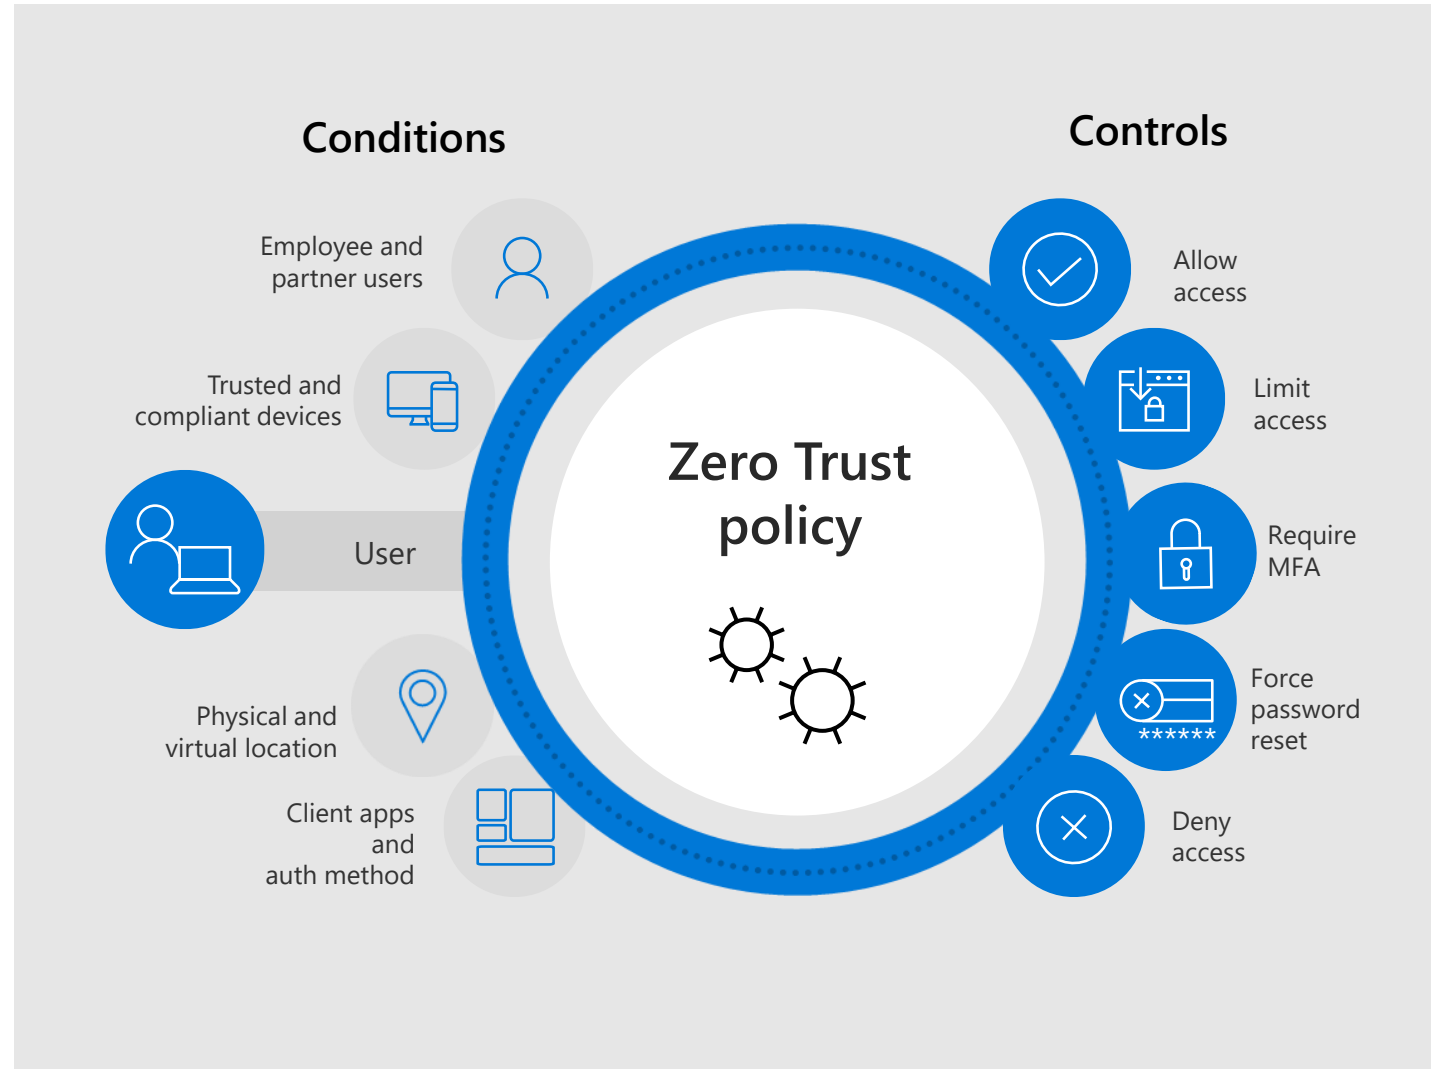 Conditions
Employee and
partner users
Trusted and
compliant devices
User
Physical and
virtual location
Client apps
and
auth method
Zero Trust
policy
Controls
Allow
access
Limit
access
Require
MFA
Force
password
reset
******
Deny
access